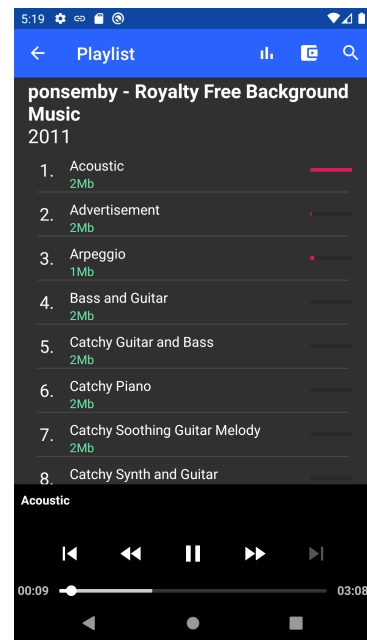 5:19
Playlist
ponsemby - Royalty Free Background
Music
2011
1. Acoustic
2Mb
2. Advertisement
2Mb
3. Arpeggio
1Mb
4. Bass and Guitar
2Mb
5. Catchy Guitar and Bass
2Mb
6. Catchy Piano
2Mb
7. Catchy Soothing Guitar Melody
2Mb
8. Catchy Synth and Guitar
Acoustic
00:09 03:08